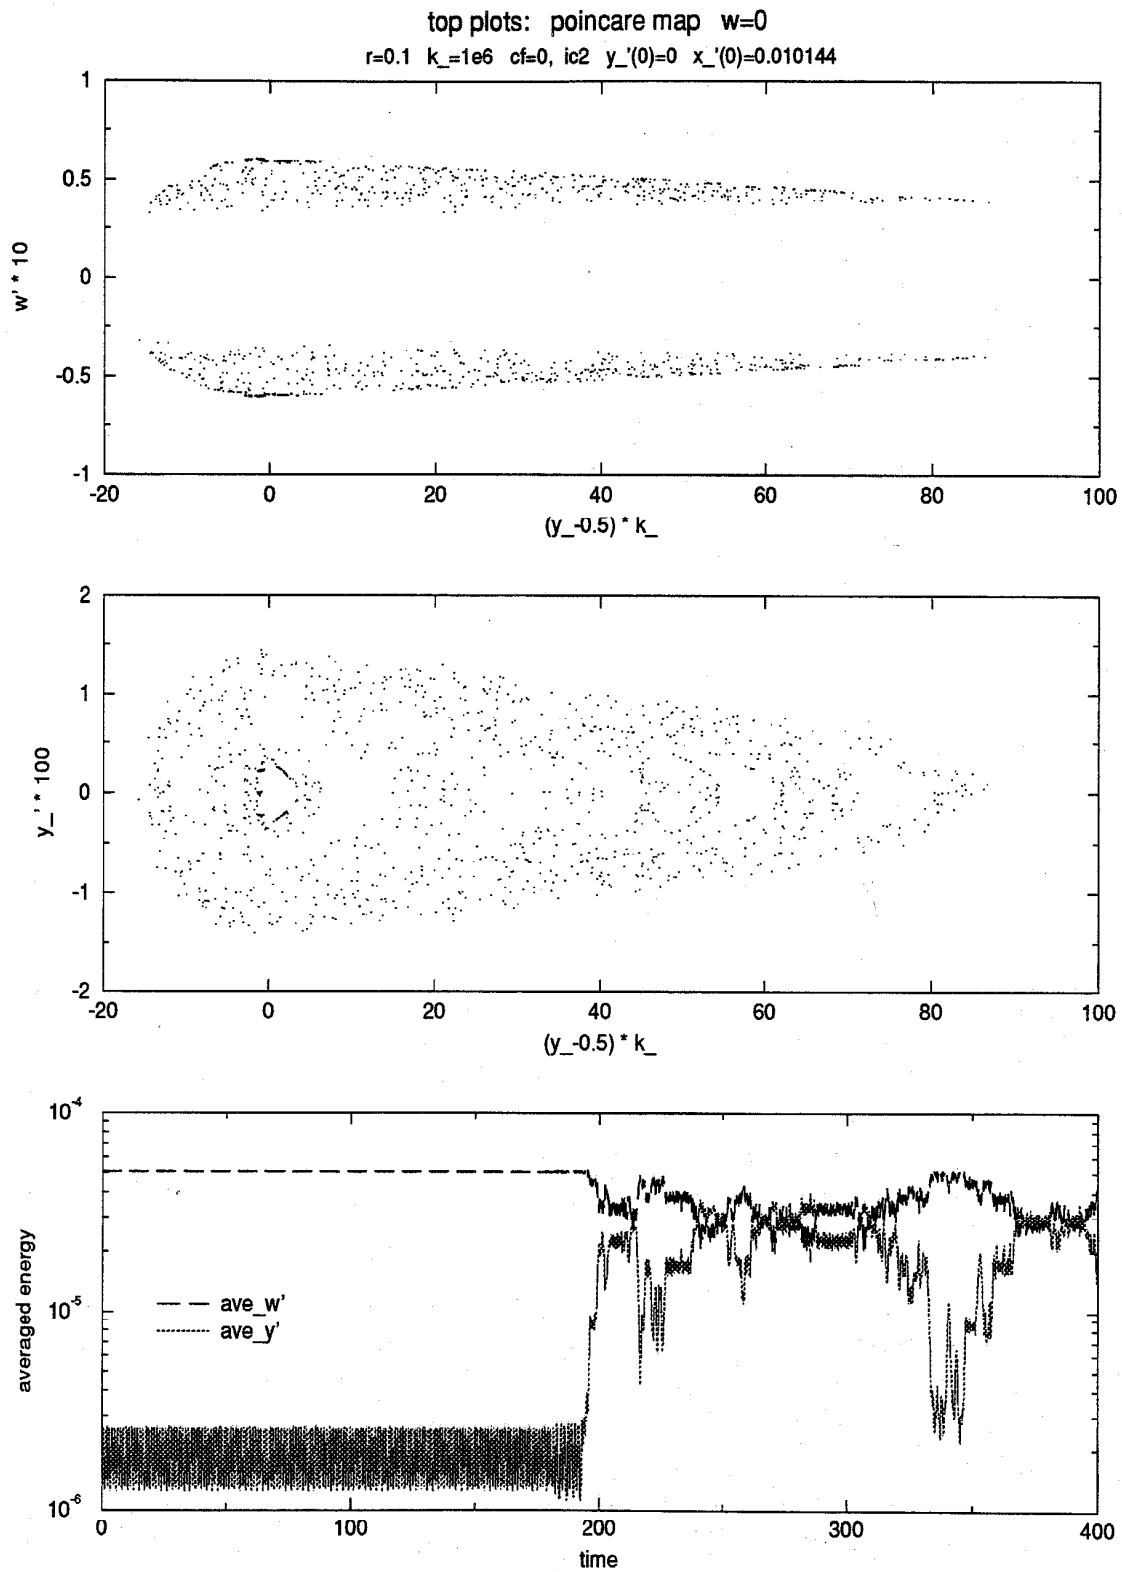 top plots: poincare map w=0
r=0.1 k_=1e6 cf=0, ic2 y_'(0)=0 x_'(0)=0.010144
1
0.5
0
-0.5
-1
w' * 10
-20 0 20 40 60 80 100
(y_-0.5) * k_
2
1
0
-1
-2
y_' * 100
-20 0 20 40 60 80 100
(y_-0.5) * k_
10-4
10-5
10-6
averaged energy
ave_w'
ave_y'
0 100 200 300 400
time